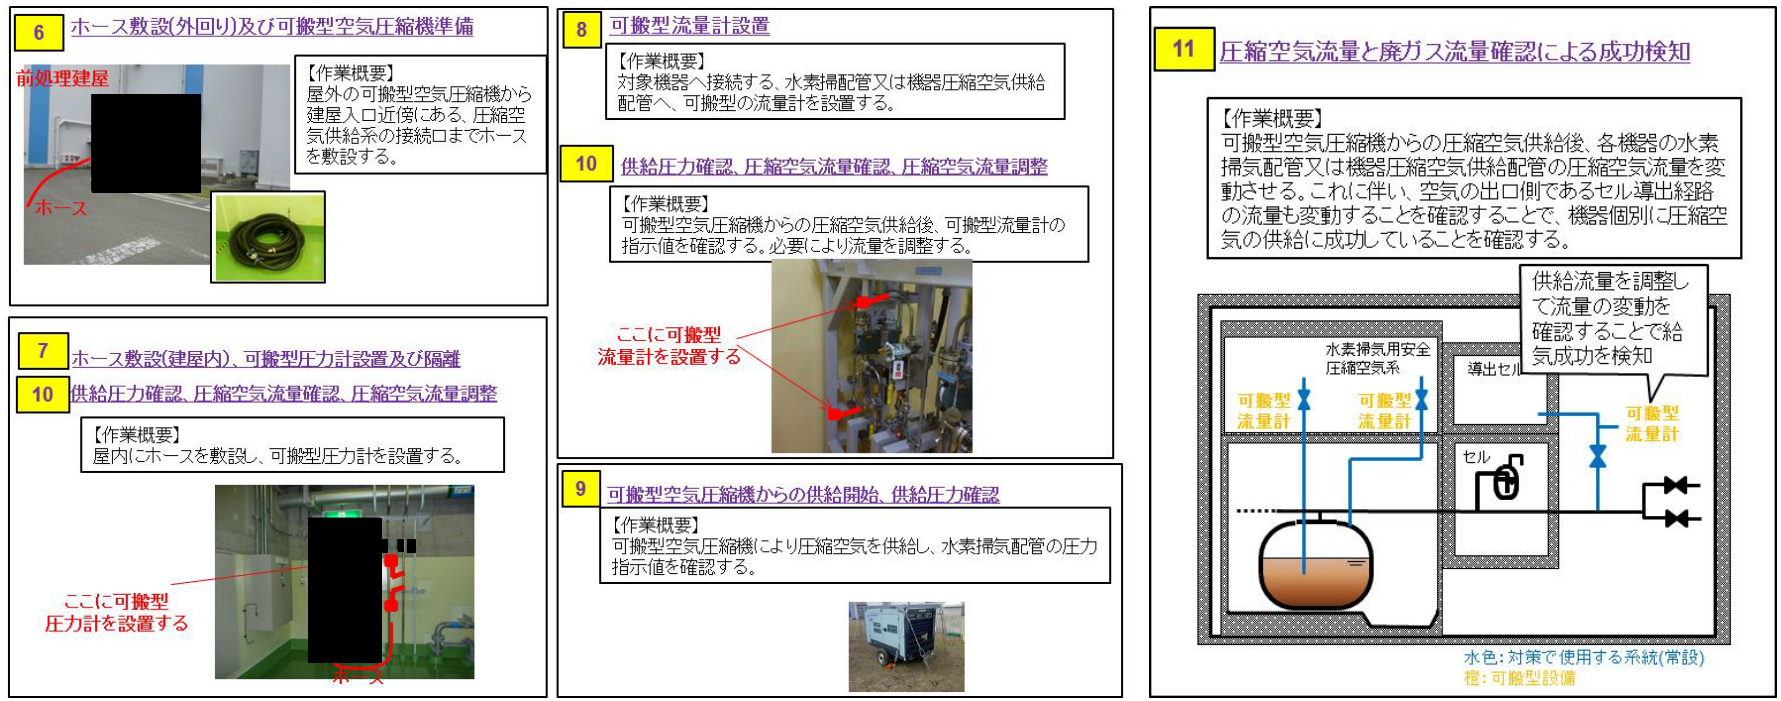 6
ホース敷設(外回り)及び可搬型空気圧縮機準備
前処理建屋
ホース
【作業概要】
屋外の可搬型空気圧縮機から
建屋入口近傍にある、圧縮空
気供給系の接続口までホース
を敷設する。
7
ホース敷設(建屋内)、可搬型圧力計設置及び隔離
10
供給圧力確認、圧縮空気流量確認、圧縮空気流量調整
【作業概要】
屋内にホースを敷設し、可搬型圧力計を設置する。
ここに可搬型
圧力計を設置する
ホース
8
可搬型流量計設置
【作業概要】
対象機器へ接続する、水素掃配管又は機器圧縮空気供給
配管へ、可搬型の流量計を設置する。
10
供給圧力確認、圧縮空気流量確認、圧縮空気流量調整
【作業概要】
可搬型空気圧縮機からの圧縮空気供給後、可搬型流量計の
指示値を確認する。必要により流量を調整する。
ここに可搬型
流量計を設置する
9
可搬型空気圧縮機からの供給開始、供給圧力確認
【作業概要】
可搬型空気圧縮機により圧縮空気を供給し、水素掃気配管の圧力
指示値を確認する。
11
圧縮空気流量と廃ガス流量確認による成功検知
【作業概要】
可搬型空気圧縮機からの圧縮空気供給後、各機器の水素
掃気配管又は機器圧縮空気供給配管の圧縮空気流量を変
動させる。これに伴い、空気の出口側であるセル導出経路
の流量も変動することを確認することで、機器個別に圧縮空
気の供給に成功していることを確認する。
供給流量を調整し
て流量の変動を
確認することで給
気成功を検知
水素掃気用安全
圧縮空気系
導出セル
可搬型
流量計
可搬型
流量計
可搬型
流量計
セル
水色:対策で使用する系統(常設)
橙:可搬型設備